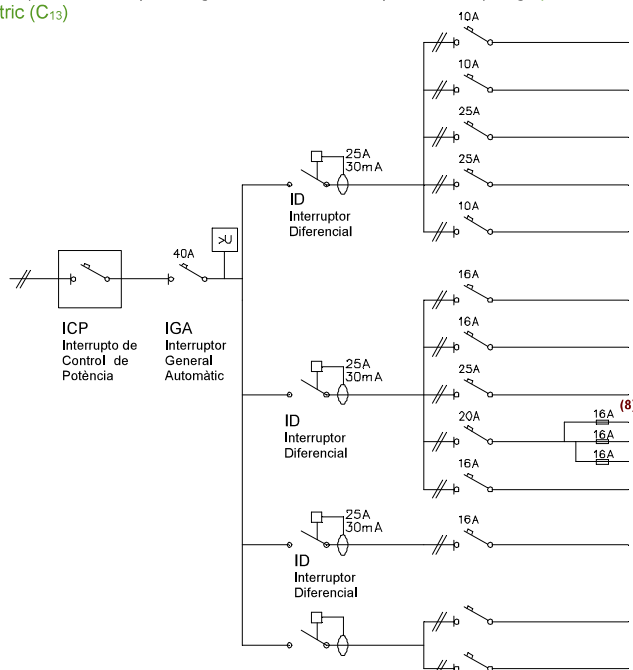 tric (C13)
10A
10A
25A
25A
30mA
25A
10A
ID
Interruptor
Diferencial
40A
U>
ICP
Interrupto de
Control de
Potència
IGA
Interruptor
General
Automàtic
16A
16A
25A
30mA
25A
20A
16A
(8)
16A
16A
16A
ID
Interruptor
Diferencial
25A
30mA
16A
ID
Interruptor
Diferencial